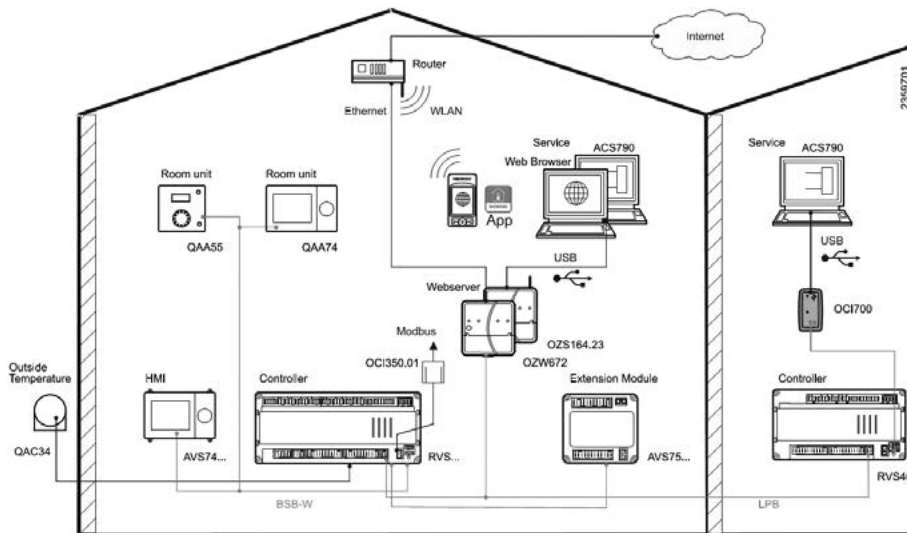 Internet
Router
Ethernet
WLAN
2359Z01
Service
Web Browser
ACS790
Service
ACS790
Room unit
Room unit
App
QAA55
QAA74
USB
USB
Webserver
OCI700
Modbus
OZS164.23
OCI350.01
OZW672
Outside
Temperature
HMI
Controller
Extension Module
Controller
QAC34
AVS74...
RVS...
AVS75...
RVS4
BSB-W
LPB